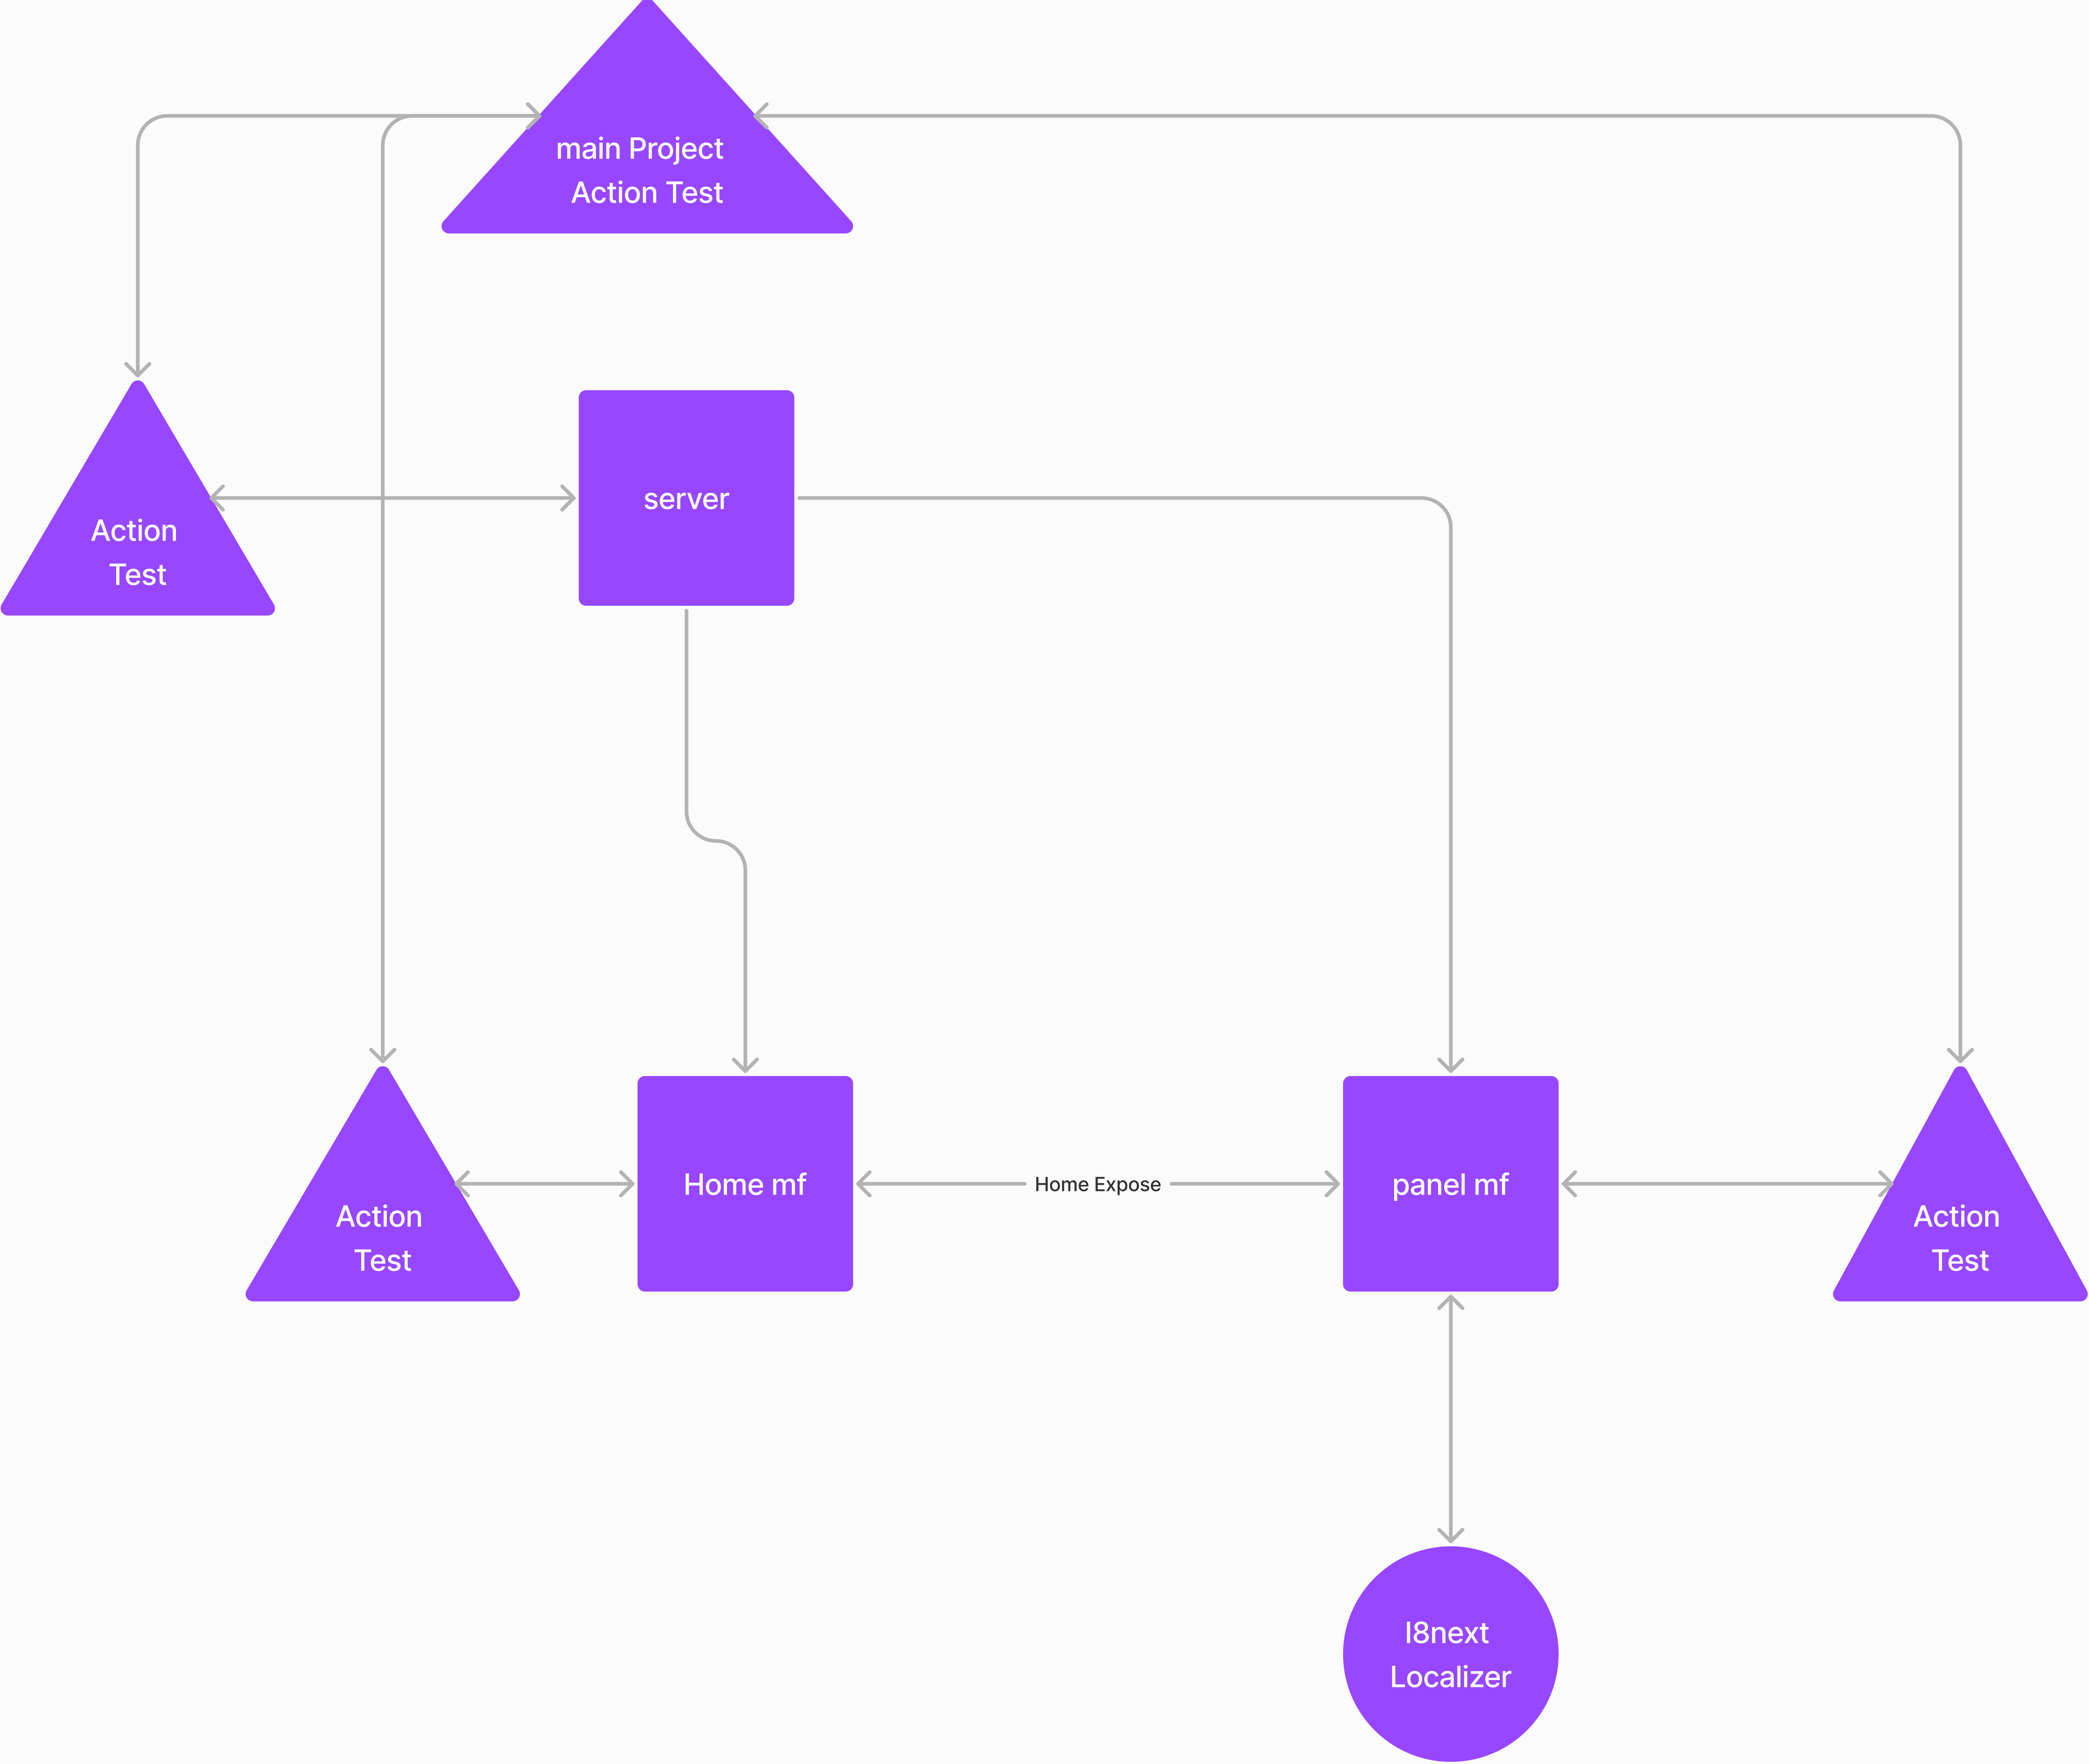 main Project
Action Test
server
Action
Test
Home mf
Home Expose
panel mf
Action
Test
Action
Test
I8next
Localizer